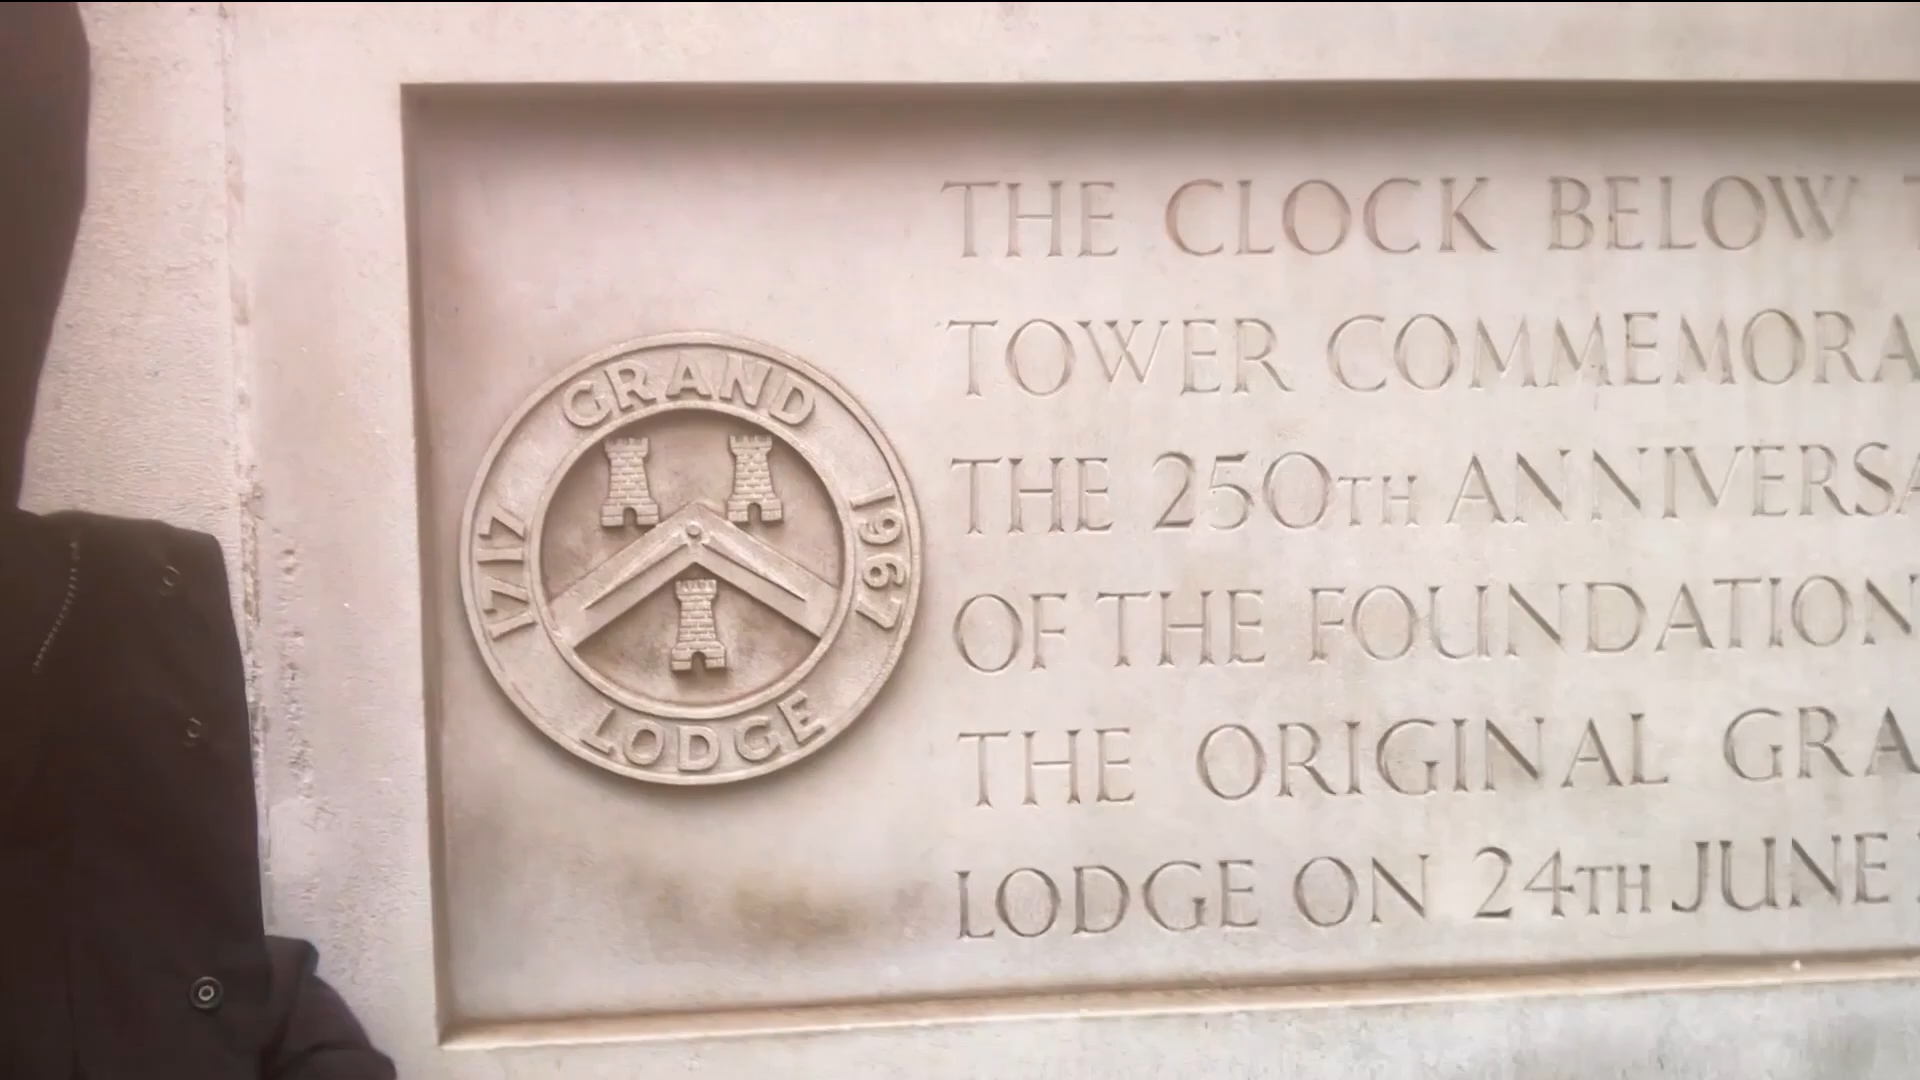 GRAND
1717
1967
LODGE
THE CLOCK BELOW T
TOWER COMMEMORA
THE 250TH ANNIVERSA
OF THE FOUNDATION
THE ORIGINAL GRA
LODGE ON 24TH JUNE